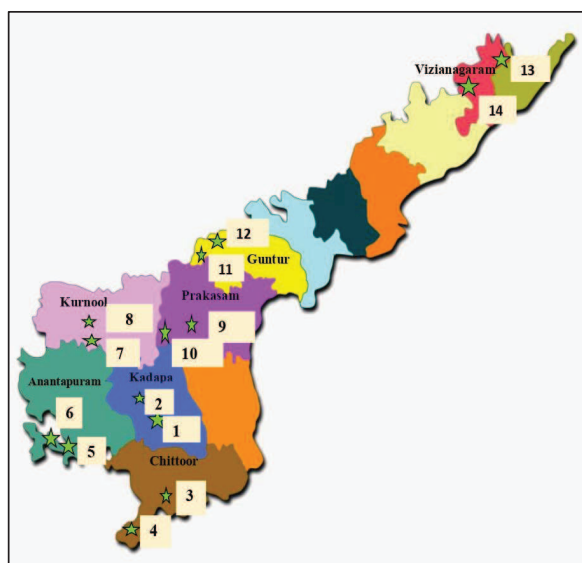 Vizianagaram
13
14
12
Guntur
11
Prakasam
Kurnool
8
9
7
10
Anantapuram
Kadapa
2
6
1
5
Chittoor
3
4